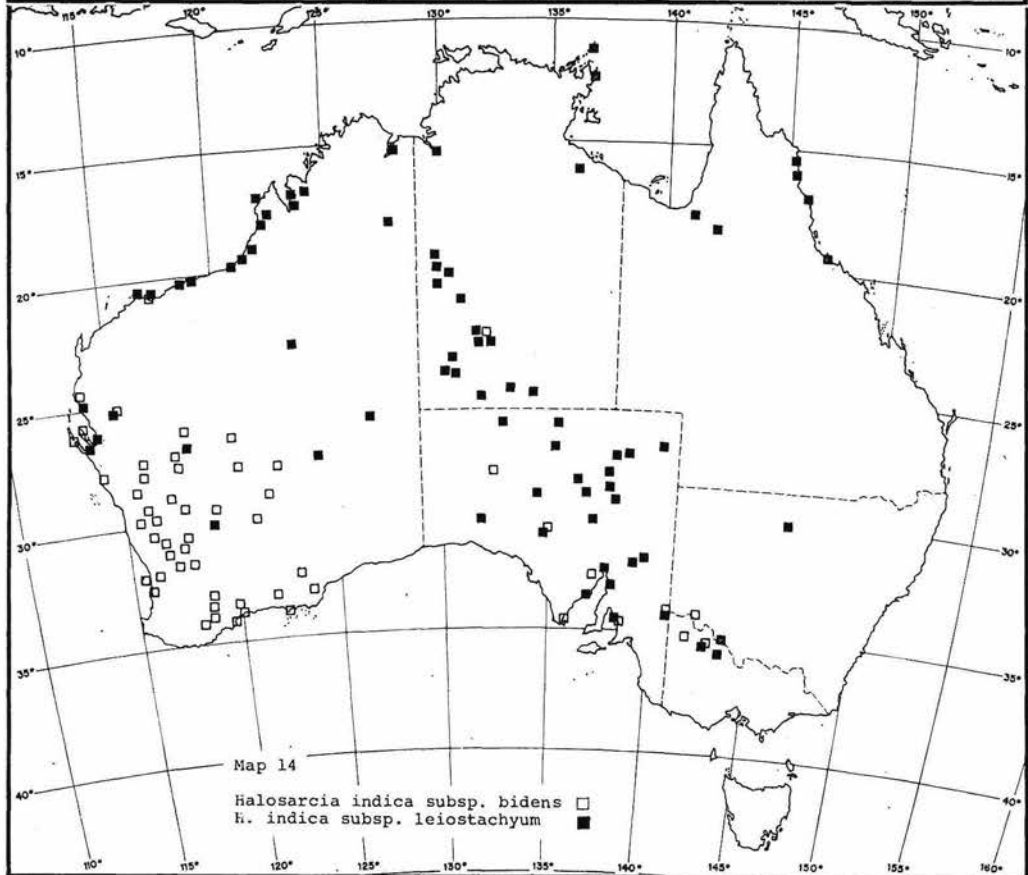 115° 120° 125° 130° 135° 140° 145° 150°
10° 10°
15° 15°
20° 20°
25° 25°
30° 30°
35° 35°
40° 40°
Map 14
Halosarcia indica subsp. bidens □
H. indica subsp. leiostachyum ■
110° 115° 120° 125° 130° 135° 140° 145° 150° 155° 160°